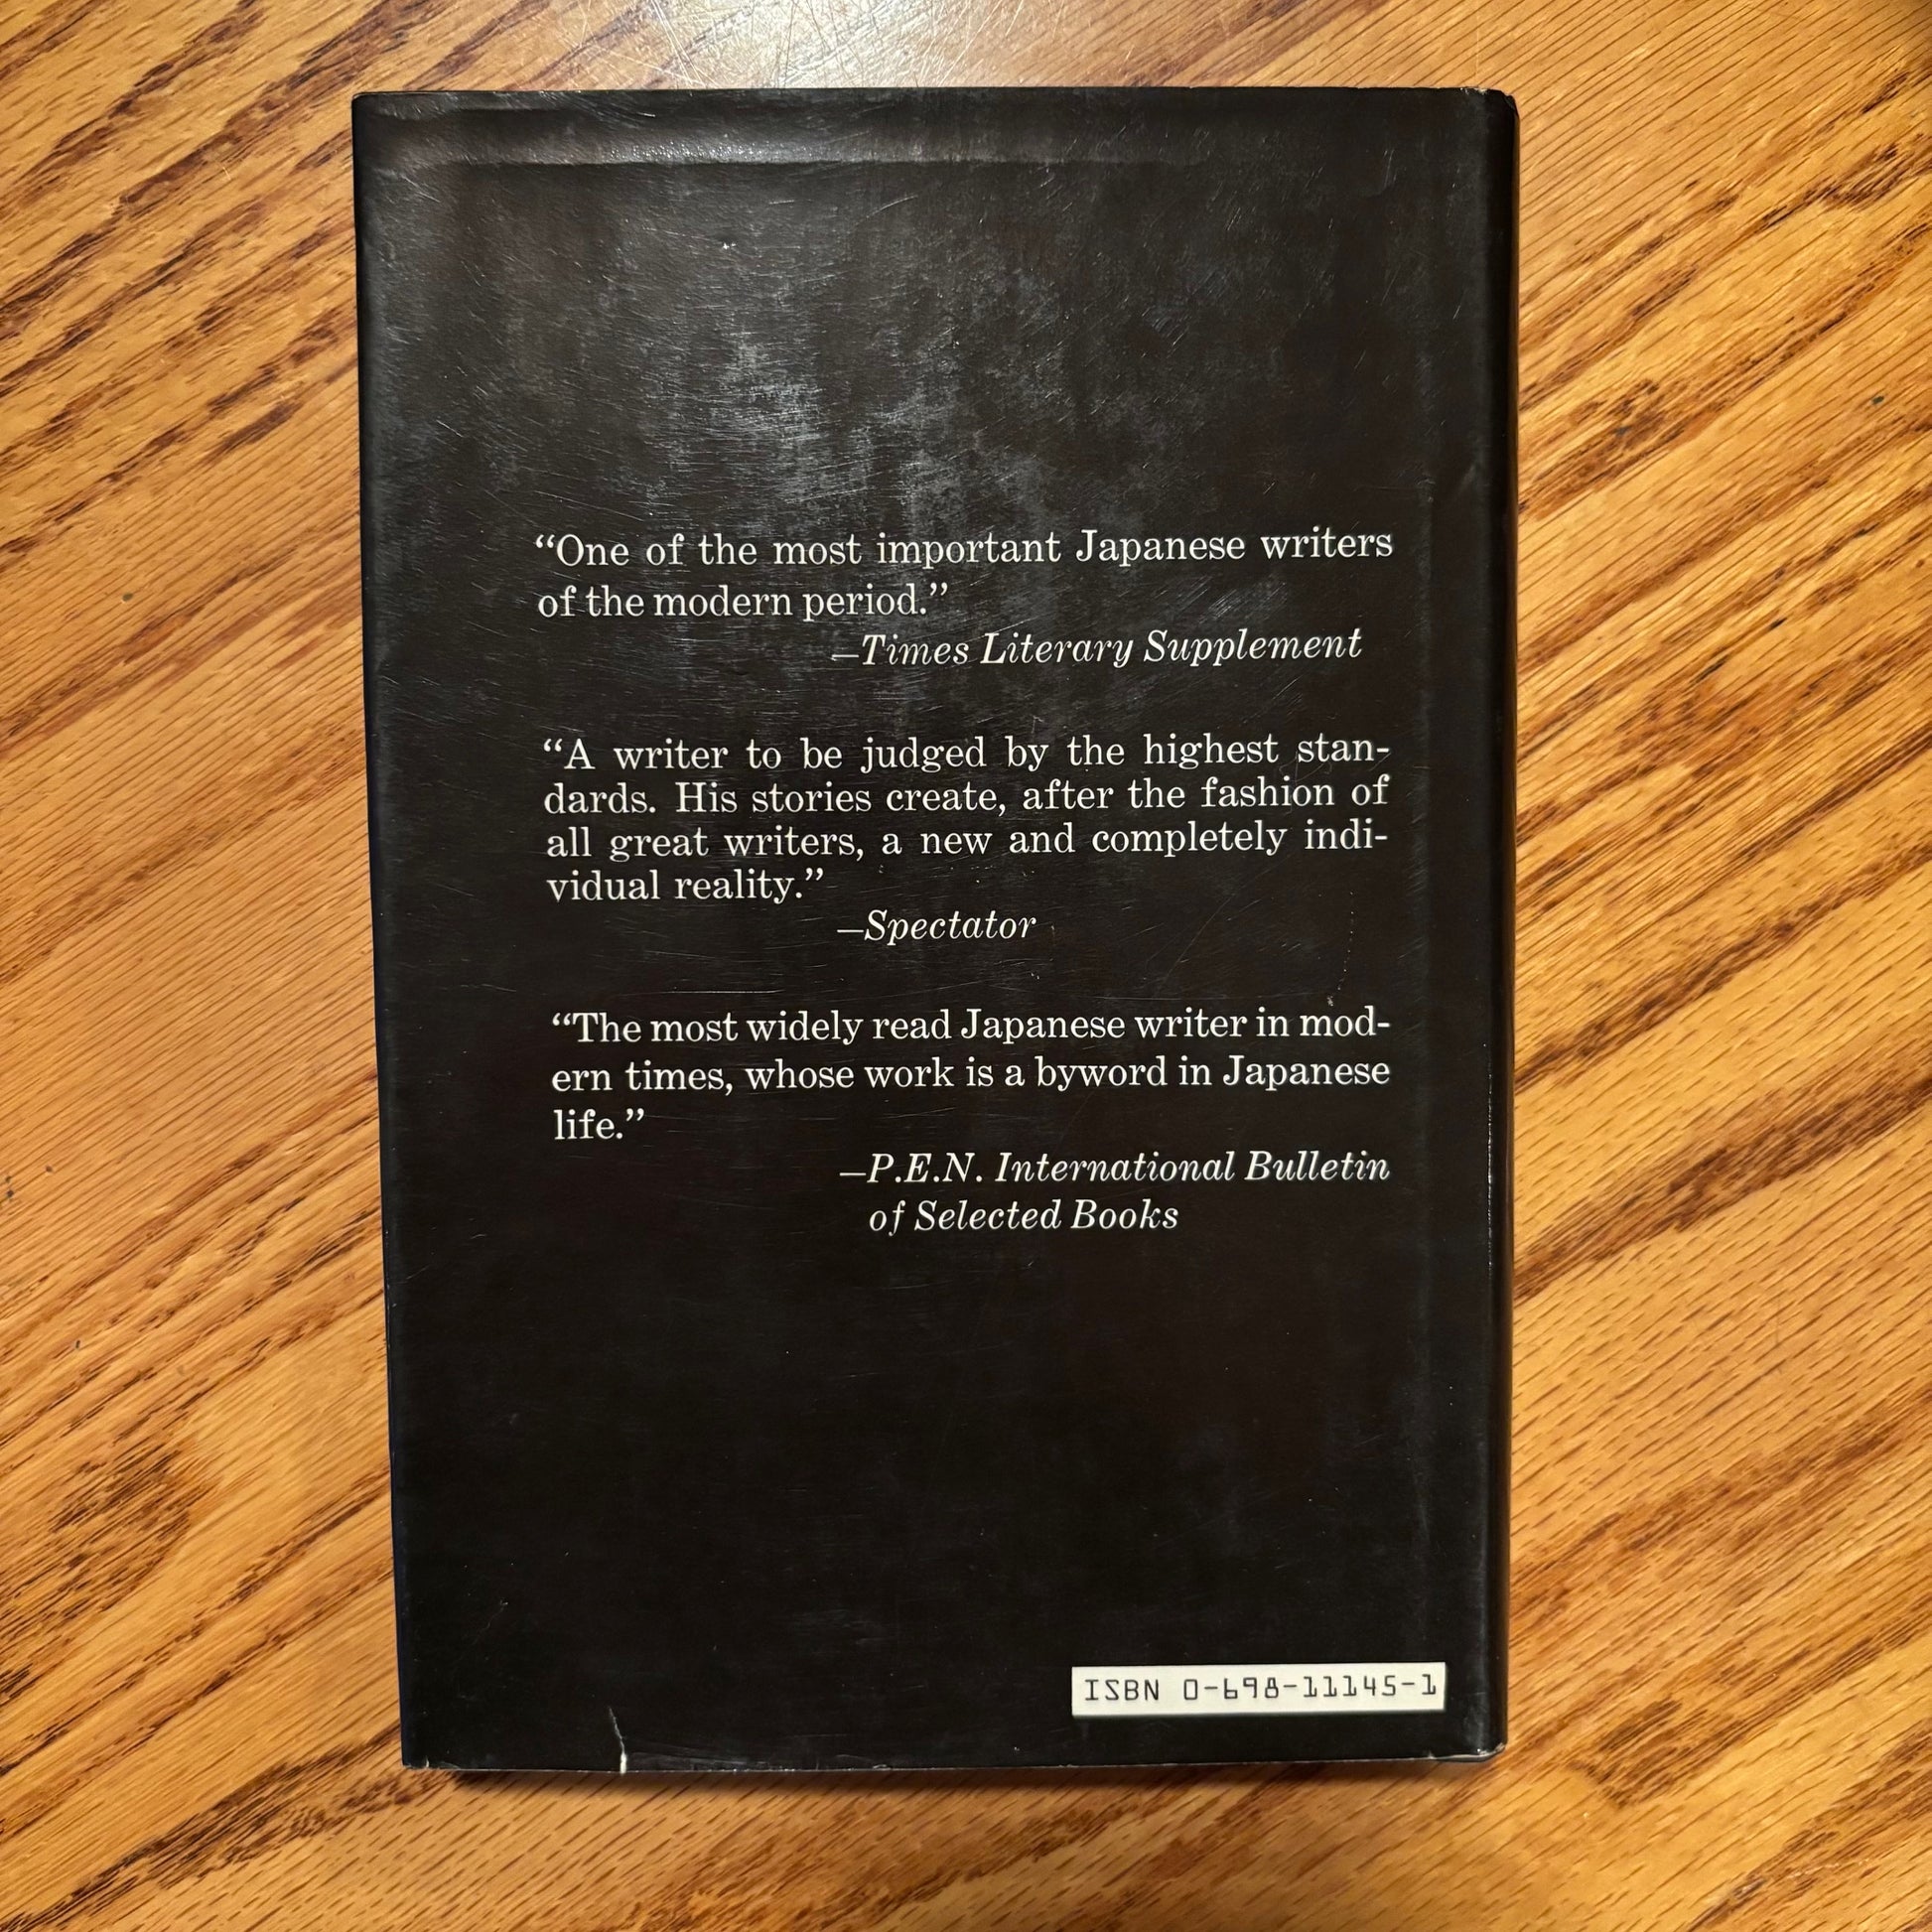 “One of the most important Japanese writers
of the modern period.”
—Times Literary Supplement
“A writer to be judged by the highest stan-
dards. His stories create, after the fashion of
all great writers, a new and completely indi-
vidual reality.”
—Spectator
“The most widely read Japanese writer in mod-
ern times, whose work is a byword in Japanese
life.”
—P.E.N. International Bulletin
of Selected Books
ISBN 0-698-11145-1